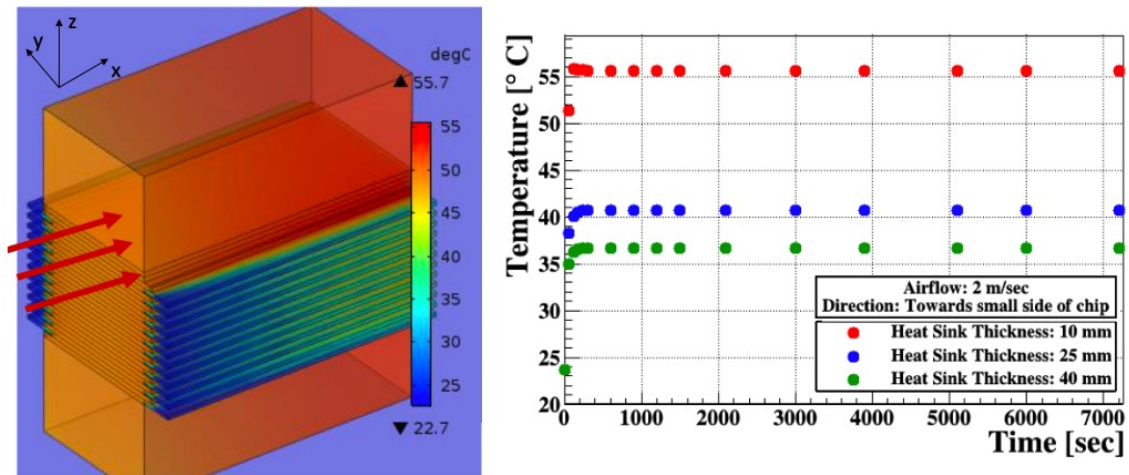 z
y
x
degC
▲ 55.7
55
50
45
40
35
30
25
▼ 22.7
Temperature [° C]
55
50
45
40
35
30
25
20
Airflow: 2 m/sec
Direction: Towards small side of chip
Heat Sink Thickness: 10 mm
Heat Sink Thickness: 25 mm
Heat Sink Thickness: 40 mm
0 1000 2000 3000 4000 5000 6000 7000
Time [sec]